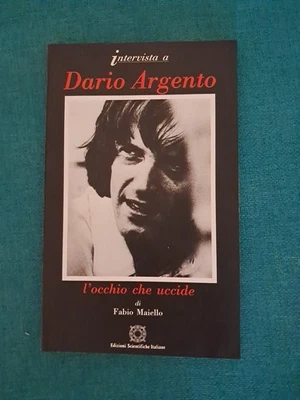 intervista a
Dario Argento
l'occhio che uccide
di
Fabio Maiello
Edizioni Scientifiche Italiane